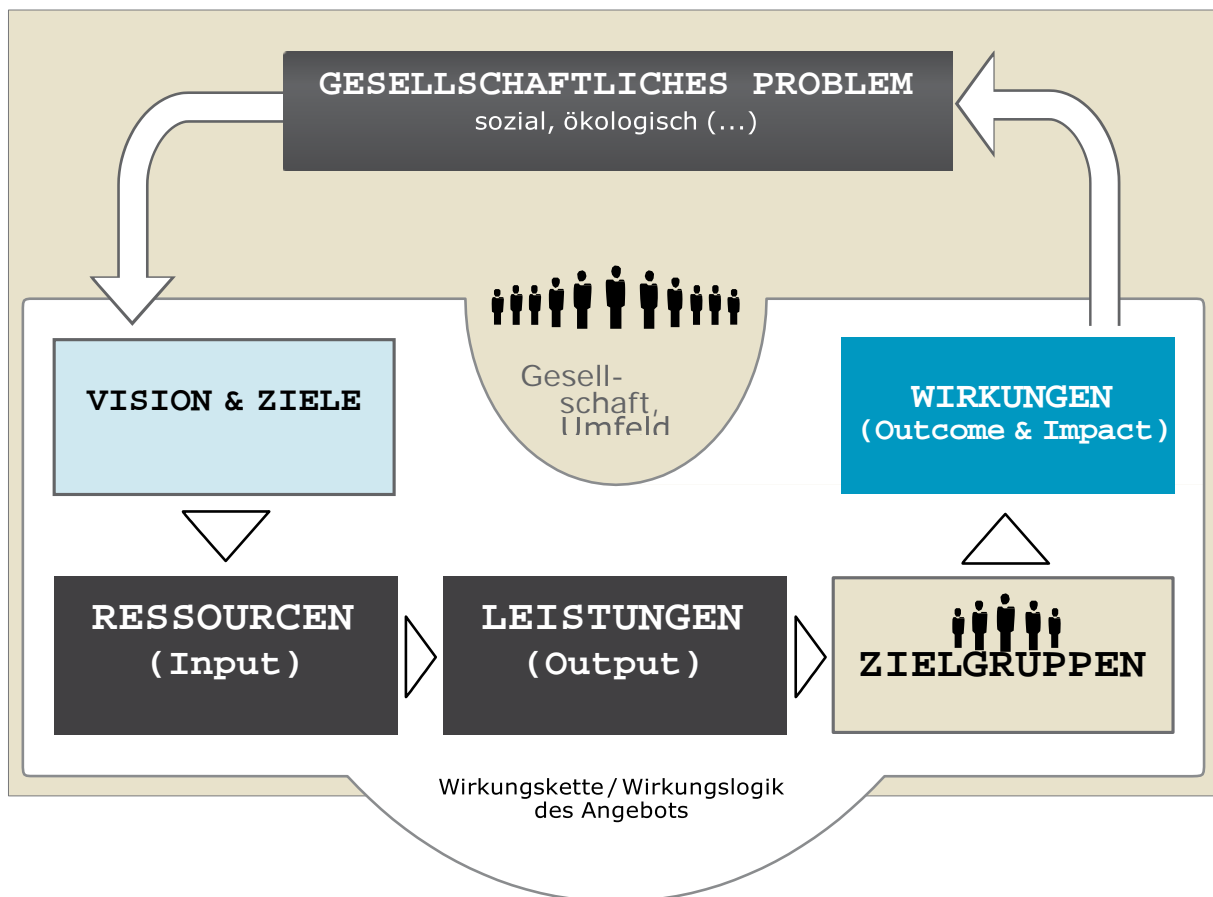 GESELLSCHAFTLICHES PROBLEM
sozial, ökologisch (...)
Gesell-
schaft,
Umfeld
VISION & ZIELE
WIRKUNGEN
(Outcome & Impact)
RESSOURCEN
(Input)
LEISTUNGEN
(Output)
ZIELGRUPPEN
Wirkungskette / Wirkungslogik
des Angebots